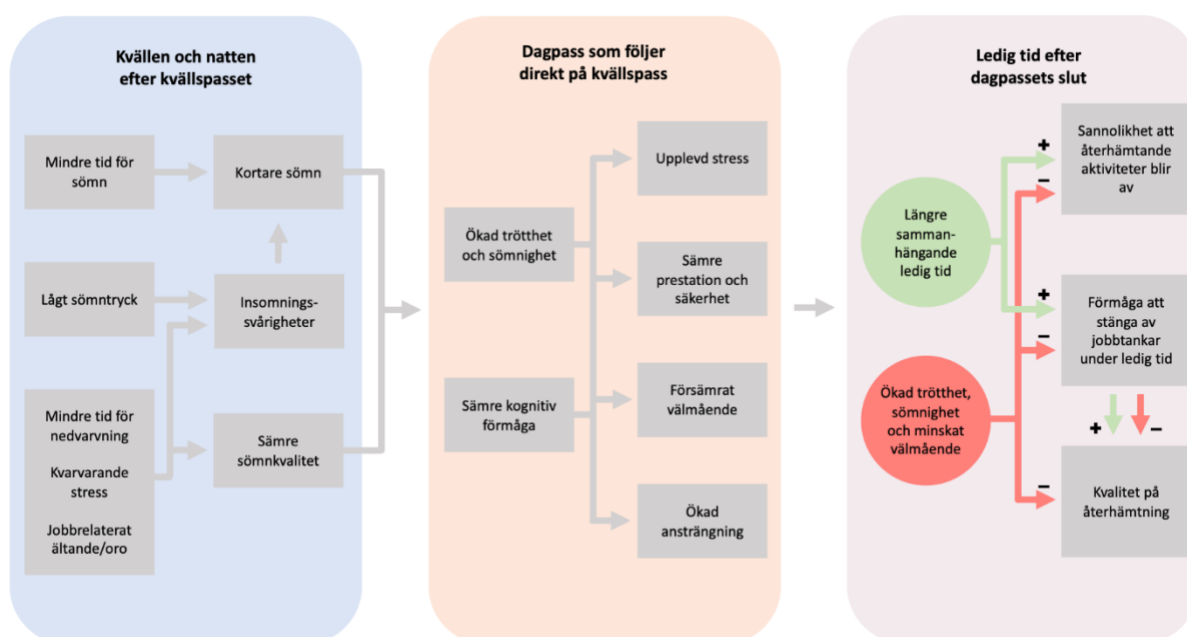 Kvällen och natten
efter kvällspasset
Mindre tid för
sömn
Kortare sömn
Lågt sömntryck
Insomnings-
svårigheter
Mindre tid för
nedvarvning
Kvarvarande
stress
Jobbrelaterat
ältande/oro
Sämre
sömnkvalitet
Dagpass som följer
direkt på kvällspass
Ökad trötthet
och sömnighet
Sämre kognitiv
förmåga
Upplevd stress
Sämre
prestation och
säkerhet
Försämrat
välmående
Ökad
ansträngning
Ledig tid efter
dagpassets slut
Längre
samman-
hängande
ledig tid
Ökad trötthet,
sömnighet
och minskat
välmående
+
–
Sannolikhet att
återhämtande
aktiviteter blir
av
+
–
Förmåga att
stänga av
jobbtankar
under ledig tid
+ –
–
Kvalitet på
återhämtning